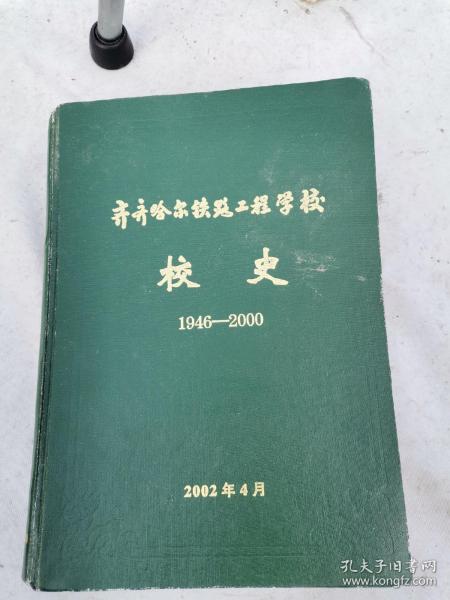 齐齐哈尔铁路工程学校
校史
1946—2000
2002年4月
孔夫子旧书网
www.kongfz.com